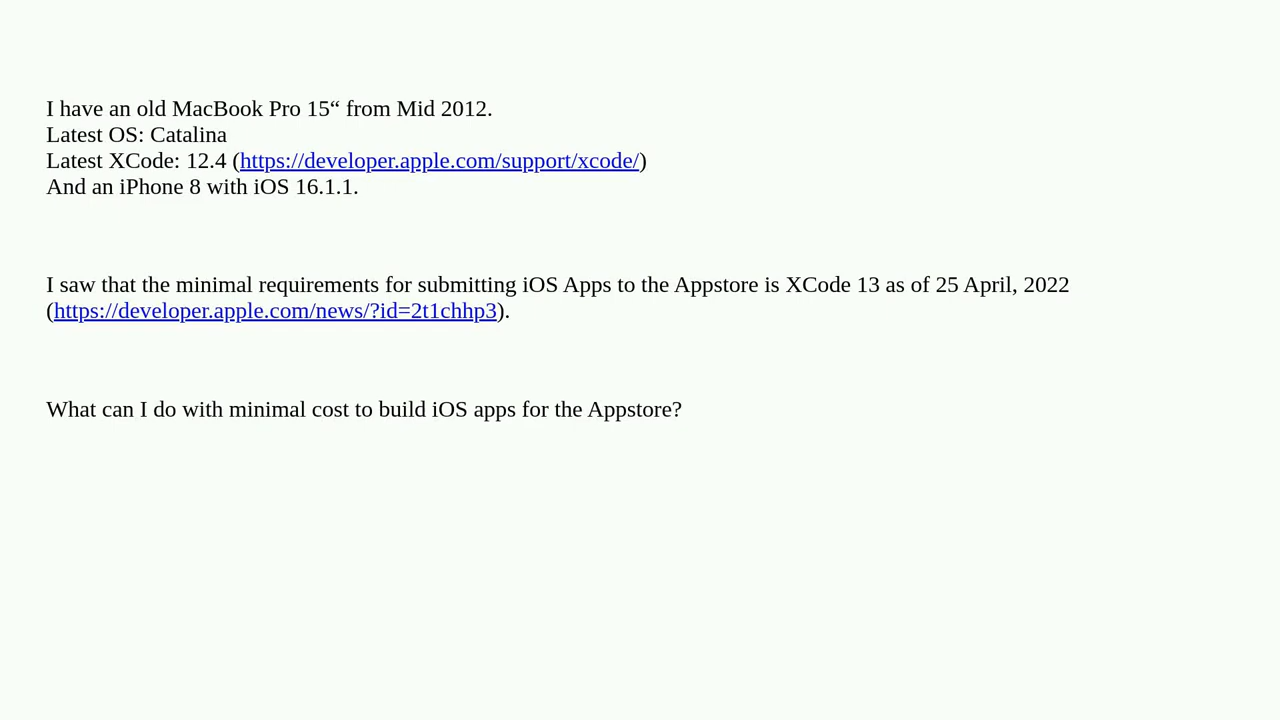 I have an old MacBook Pro 15“ from Mid 2012.
Latest OS: Catalina
Latest XCode: 12.4 (https://developer.apple.com/support/xcode/)
And an iPhone 8 with iOS 16.1.1.
I saw that the minimal requirements for submitting iOS Apps to the Appstore is XCode 13 as of 25 April, 2022
(https://developer.apple.com/news/?id=2t1chhp3).
What can I do with minimal cost to build iOS apps for the Appstore?